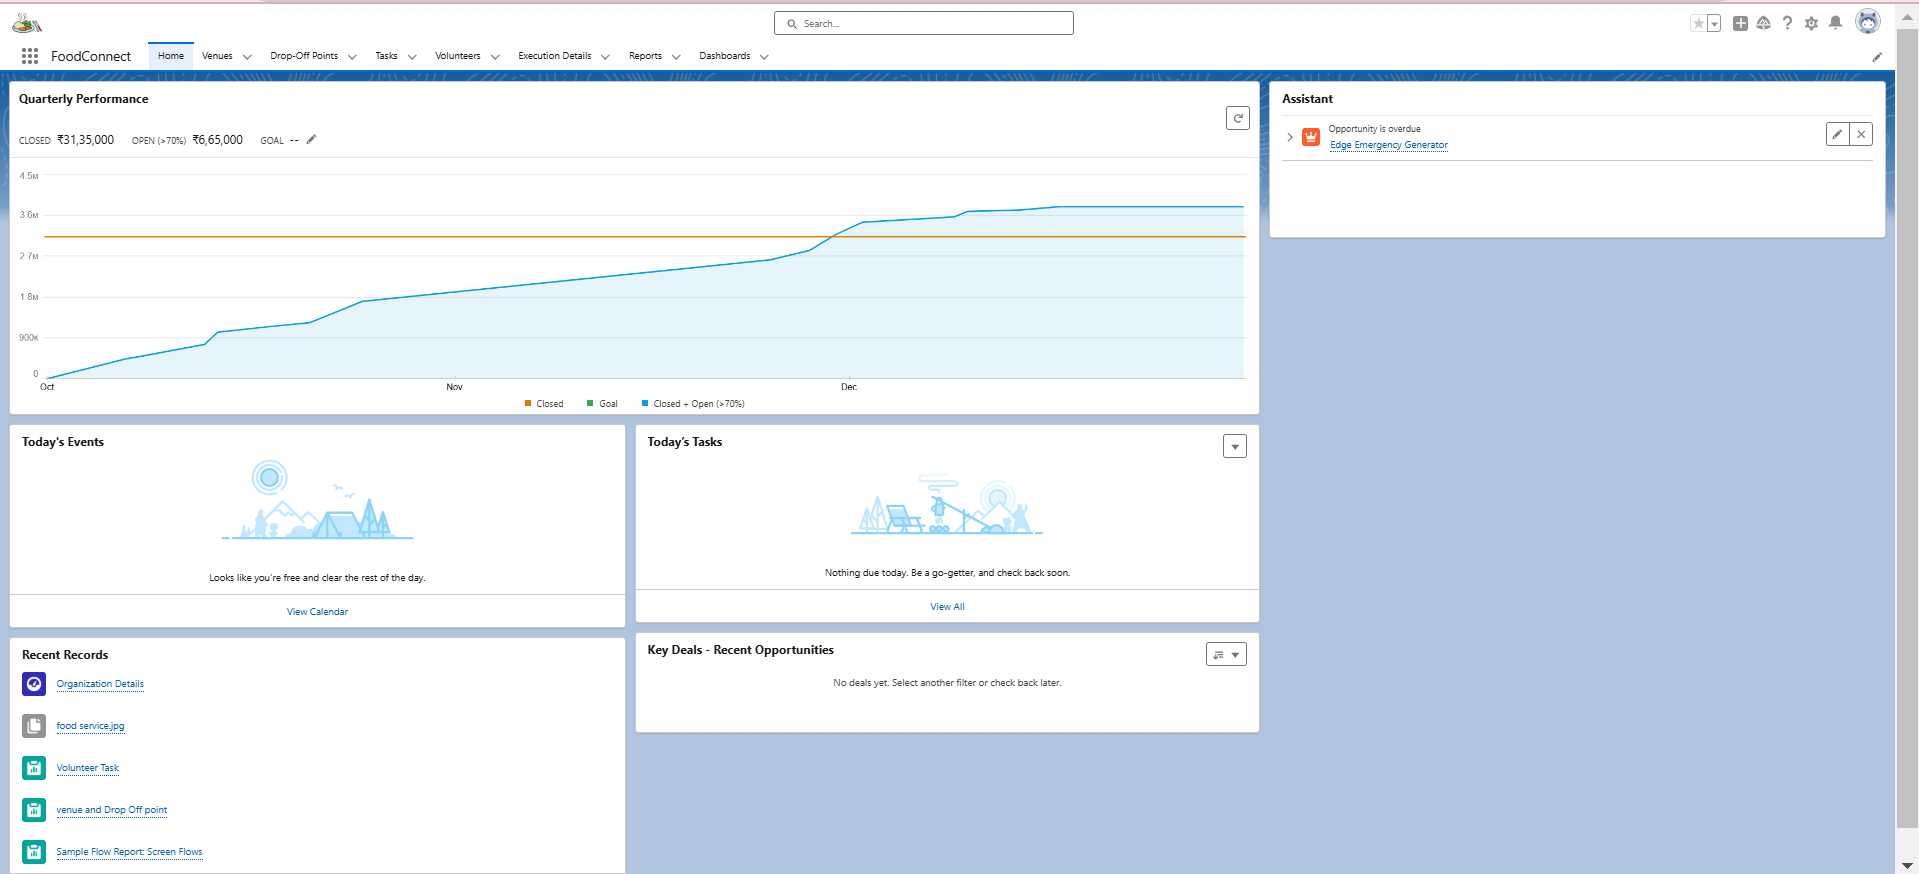 Search...
FoodConnect
Home
Venues
Drop-Off Points
Tasks
Volunteers
Execution Details
Reports
Dashboards
Quarterly Performance
CLOSED ₹31,35,000 OPEN (>70%) ₹6,65,000 GOAL --
4.5M
3.6M
2.7M
1.8M
900K
0
Oct Nov Dec
Closed Goal Closed + Open (>70%)
Assistant
Opportunity is overdue
Edge Emergency Generator
Today's Events
Looks like you're free and clear the rest of the day.
View Calendar
Today's Tasks
Nothing due today. Be a go-getter, and check back soon.
View All
Recent Records
Organization Details
food service.jpg
Volunteer Task
venue and Drop Off point
Sample Flow Report: Screen Flows
Key Deals - Recent Opportunities
No deals yet. Select another filter or check back later.